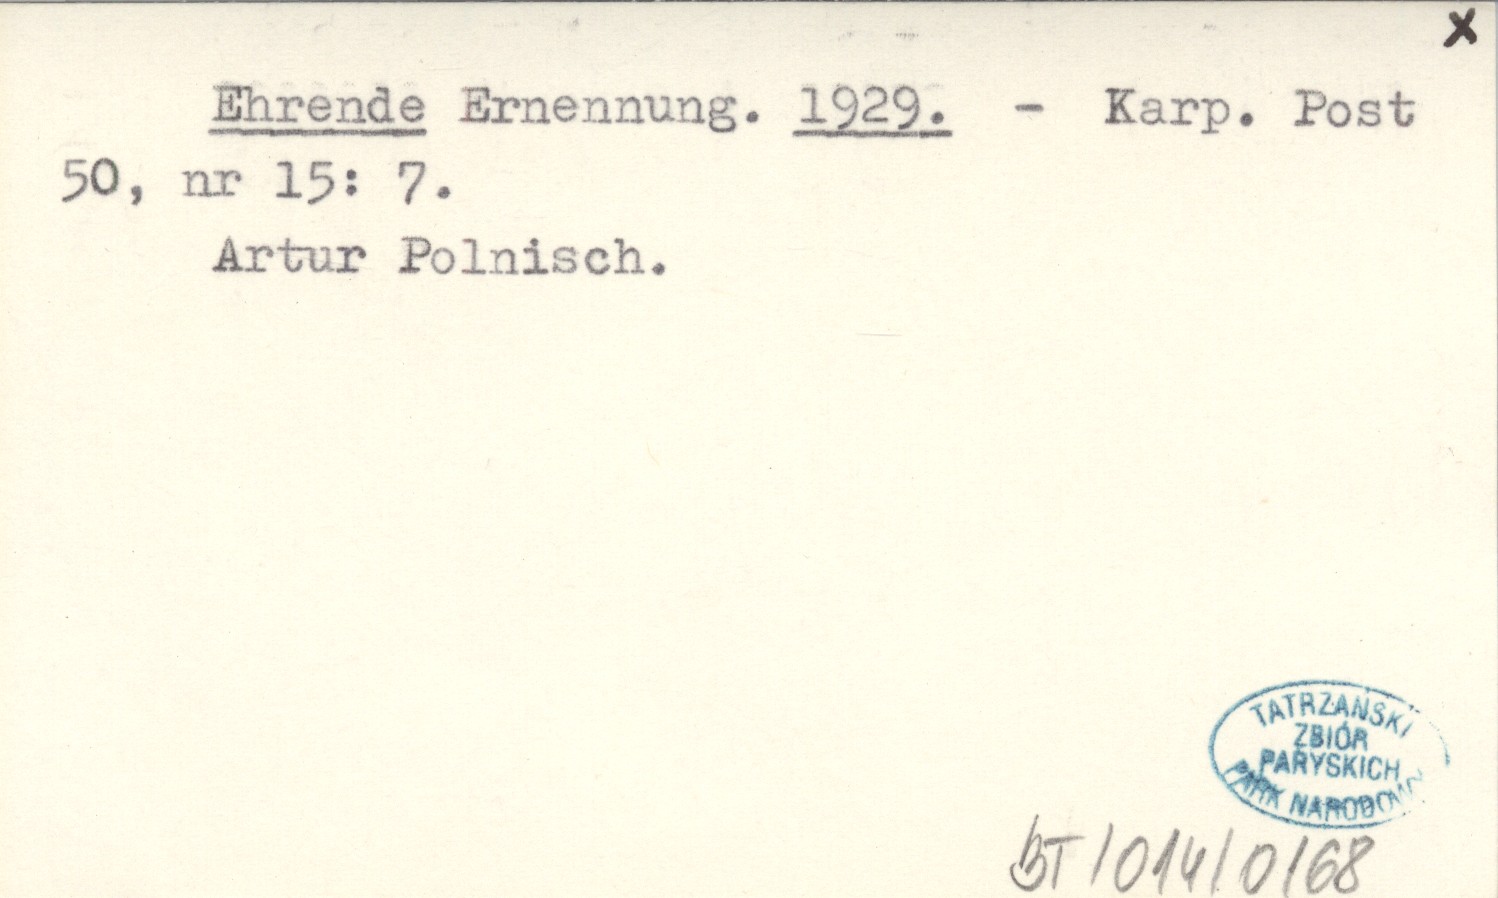 x
Ehrende Ernennung. 1929. - Karp. Post
50, nr 15: 7.
Artur Polnisch.
TATRZAŃSKI
ZBIÓR
PARYSKICH
PARK NARODOWY
BT/014/0168